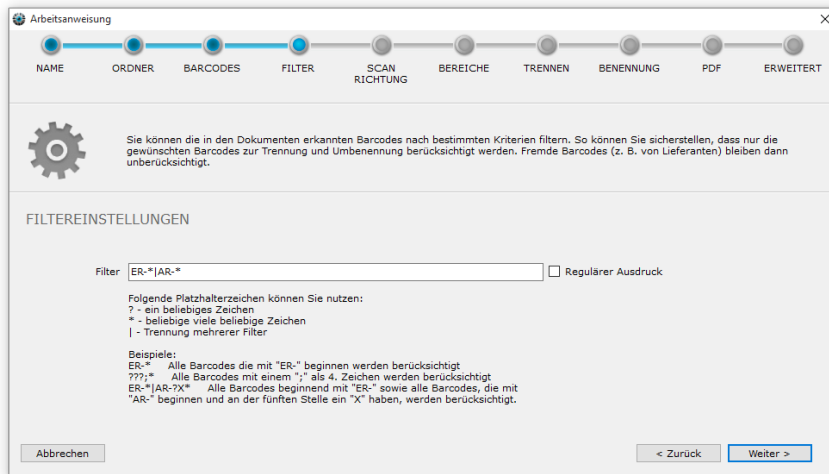 Arbeitsanweisung
NAME ORDNER BARCODES FILTER SCAN RICHTUNG BEREICHE TRENNEN BENENNUNG PDF ERWEITERT
Sie können die in den Dokumenten erkannten Barcodes nach bestimmten Kriterien filtern. So können Sie sicherstellen, dass nur die
gewünschten Barcodes zur Trennung und Umbenennung berücksichtigt werden. Fremde Barcodes (z. B. von Lieferanten) bleiben dann
unberücksichtigt.
FILTEREINSTELLUNGEN
Filter ER-*|AR-* Regulärer Ausdruck
Folgende Platzhalterzeichen können Sie nutzen:
? - ein beliebiges Zeichen
* - beliebige viele beliebige Zeichen
| - Trennung mehrerer Filter
Beispiele:
ER-* Alle Barcodes die mit "ER-" beginnen werden berücksichtigt
???;* Alle Barcodes mit einem ";" als 4. Zeichen werden berücksichtigt
ER-*|AR-?X* Alle Barcodes beginnend mit "ER-" sowie alle Barcodes, die mit
"AR-" beginnen und an der fünften Stelle ein "X" haben, werden berücksichtigt.
Abbrechen < Zurück Weiter >